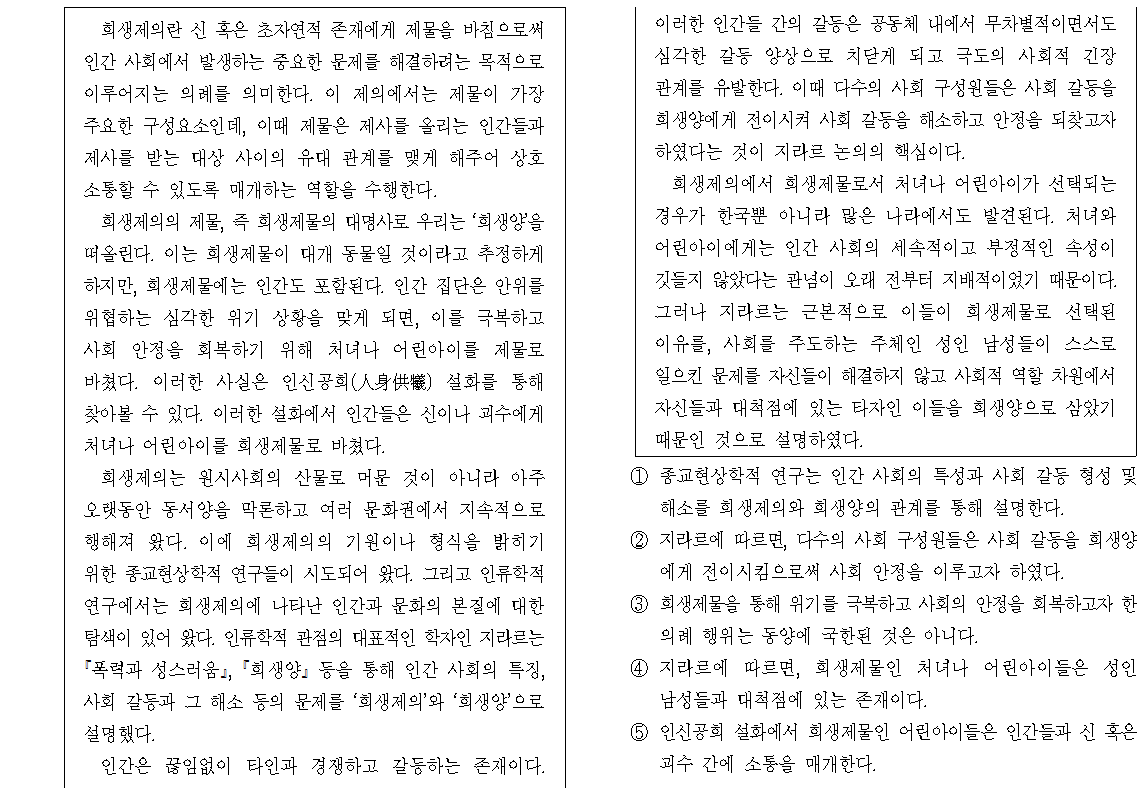 희생제의란 신 혹은 초자연적 존재에게 제물을 바침으로써
인간 사회에서 발생하는 중요한 문제를 해결하려는 목적으로
이루어지는 의례를 의미한다. 이 제의에서는 제물이 가장
주요한 구성요소인데, 이때 제물은 제사를 올리는 인간들과
제사를 받는 대상 사이의 유대 관계를 맺게 해주어 상호
소통할 수 있도록 매개하는 역할을 수행한다.
희생제의의 제물, 즉 희생제물의 대명사로 우리는 ‘희생양’을
떠올린다. 이는 희생제물이 대개 동물일 것이라고 추정하게
하지만, 희생제물에는 인간도 포함된다. 인간 집단은 안위를
위협하는 심각한 위기 상황을 맞게 되면, 이를 극복하고
사회 안정을 회복하기 위해 처녀나 어린아이를 제물로
바쳤다. 이러한 사실은 인신공희(人身供犧) 설화를 통해
찾아볼 수 있다. 이러한 설화에서 인간들은 신이나 괴수에게
처녀나 어린아이를 희생제물로 바쳤다.
희생제의는 원시사회의 산물로 머문 것이 아니라 아주
오랫동안 동서양을 막론하고 여러 문화권에서 지속적으로
행해져 왔다. 이에 희생제의의 기원이나 형식을 밝히기
위한 종교현상학적 연구들이 시도되어 왔다. 그리고 인류학적
연구에서는 희생제의에 나타난 인간과 문화의 본질에 대한
탐색이 있어 왔다. 인류학적 관점의 대표적인 학자인 지라르는
『폭력과 성스러움』, 『희생양』 등을 통해 인간 사회의 특징,
사회 갈등과 그 해소 등의 문제를 ‘희생제의’와 ‘희생양’으로
설명했다.
인간은 끊임없이 타인과 경쟁하고 갈등하는 존재이다.
이러한 인간들 간의 갈등은 공동체 내에서 무차별적이면서도
심각한 갈등 양상으로 치닫게 되고 극도의 사회적 긴장
관계를 유발한다. 이때 다수의 사회 구성원들은 사회 갈등을
희생양에게 전이시켜 사회 갈등을 해소하고 안정을 되찾고자
하였다는 것이 지라르 논의의 핵심이다.
희생제의에서 희생제물로서 처녀나 어린아이가 선택되는
경우가 한국뿐 아니라 많은 나라에서도 발견된다. 처녀와
어린아이에게는 인간 사회의 세속적이고 부정적인 속성이
깃들지 않았다는 관념이 오래 전부터 지배적이었기 때문이다.
그러나 지라르는 근본적으로 이들이 희생제물로 선택된
이유를, 사회를 주도하는 주체인 성인 남성들이 스스로
일으킨 문제를 자신들이 해결하지 않고 사회적 역할 차원에서
자신들과 대척점에 있는 타자인 이들을 희생양으로 삼았기
때문인 것으로 설명하였다.
① 종교현상학적 연구는 인간 사회의 특성과 사회 갈등 형성 및
해소를 희생제의와 희생양의 관계를 통해 설명한다.
② 지라르에 따르면, 다수의 사회 구성원들은 사회 갈등을 희생양
에게 전이시킴으로써 사회 안정을 이루고자 하였다.
③ 희생제물을 통해 위기를 극복하고 사회의 안정을 회복하고자 한
의례 행위는 동양에 국한된 것은 아니다.
④ 지라르에 따르면, 희생제물인 처녀나 어린아이들은 성인
남성들과 대척점에 있는 존재이다.
⑤ 인신공희 설화에서 희생제물인 어린아이들은 인간들과 신 혹은
괴수 간에 소통을 매개한다.